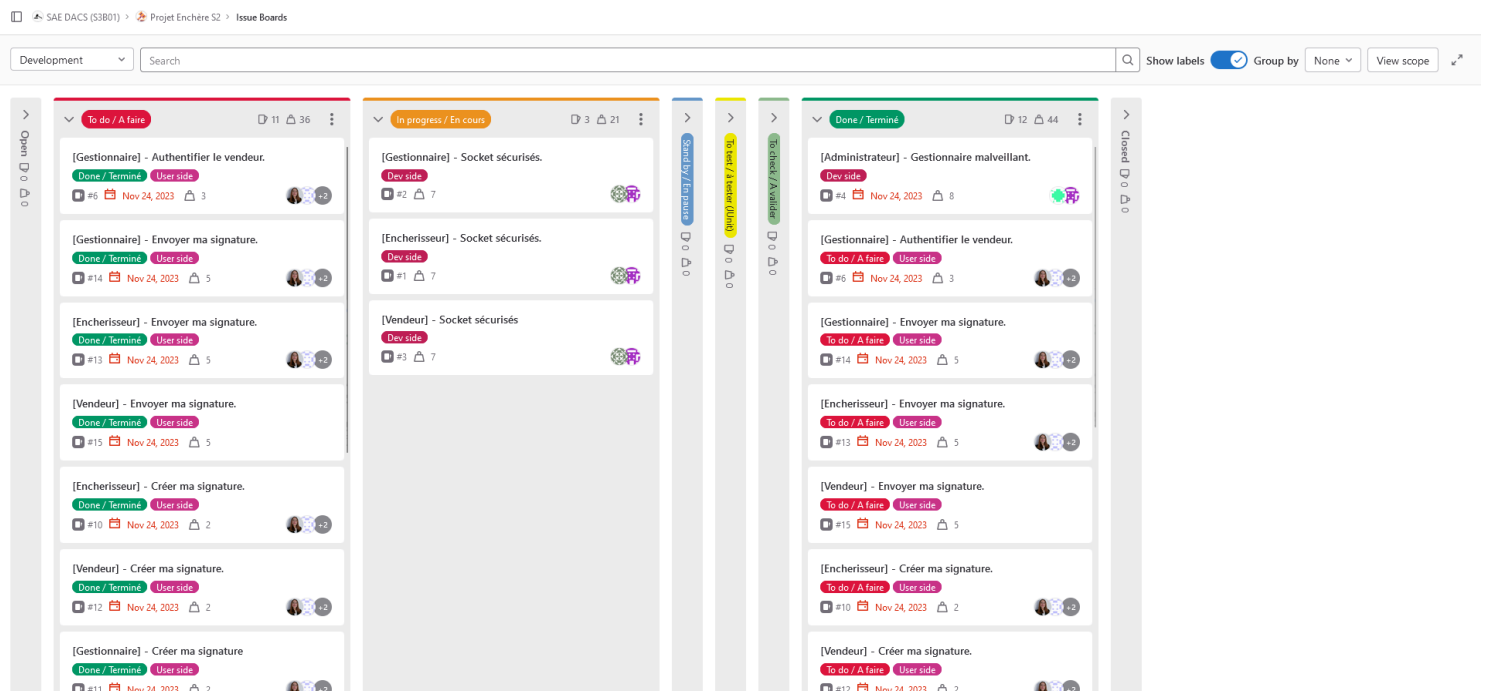 SAE DACS (S3B01) > Projet Enchère S2 > Issue Boards
Development Search Show labels Group by None View scope
Open 0 0
To do / A faire 11 36
[Gestionnaire] - Authentifier le vendeur.
Done / Terminé User side
#6 Nov 24, 2023 3 +2
[Gestionnaire] - Envoyer ma signature.
Done / Terminé User side
#14 Nov 24, 2023 5 +2
[Encherisseur] - Envoyer ma signature.
Done / Terminé User side
#13 Nov 24, 2023 5 +2
[Vendeur] - Envoyer ma signature.
Done / Terminé User side
#15 Nov 24, 2023 5
[Encherisseur] - Créer ma signature.
Done / Terminé User side
#10 Nov 24, 2023 2 +2
[Vendeur] - Créer ma signature.
Done / Terminé User side
#12 Nov 24, 2023 2 +2
[Gestionnaire] - Créer ma signature
Done / Terminé User side
#11 Nov 24, 2023 2 +2
In progress / En cours 3 21
[Gestionnaire] - Socket sécurisés.
Dev side
#2 7
[Encherisseur] - Socket sécurisés.
Dev side
#1 7
[Vendeur] - Socket sécurisés
Dev side
#3 7
Stand by / En pause 0 0
To test / à tester (JUnit) 0 0
To check / A valider 0 0
Done / Terminé 12 44
[Administrateur] - Gestionnaire malveillant.
Dev side
#4 Nov 24, 2023 8
[Gestionnaire] - Authentifier le vendeur.
To do / A faire User side
#6 Nov 24, 2023 3 +2
[Gestionnaire] - Envoyer ma signature.
To do / A faire User side
#14 Nov 24, 2023 5 +2
[Encherisseur] - Envoyer ma signature.
To do / A faire User side
#13 Nov 24, 2023 5 +2
[Vendeur] - Envoyer ma signature.
To do / A faire User side
#15 Nov 24, 2023 5
[Encherisseur] - Créer ma signature.
To do / A faire User side
#10 Nov 24, 2023 2 +2
[Vendeur] - Créer ma signature.
To do / A faire User side
#12 Nov 24, 2023 2 +2
Closed 0 0